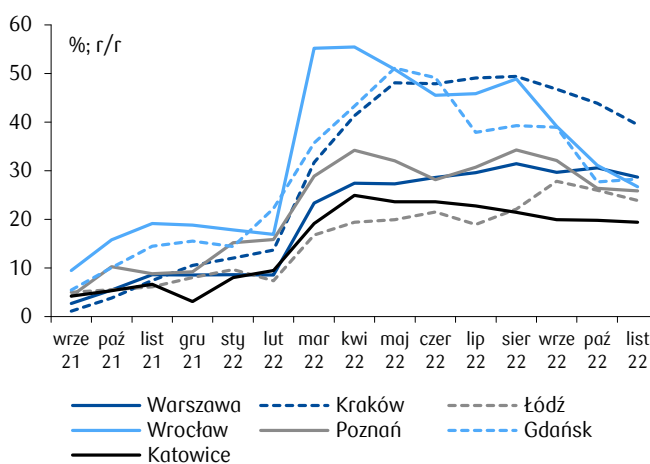 60
%; r/r
50
40
30
20
10
0
wrze paź list gru sty lut mar kwi maj czer lip sier wrze paź list
21 21 21 21 22 22 22 22 22 22 22 22 22 22 22
Warszawa Kraków Łódź
Wrocław Poznań Gdańsk
Katowice